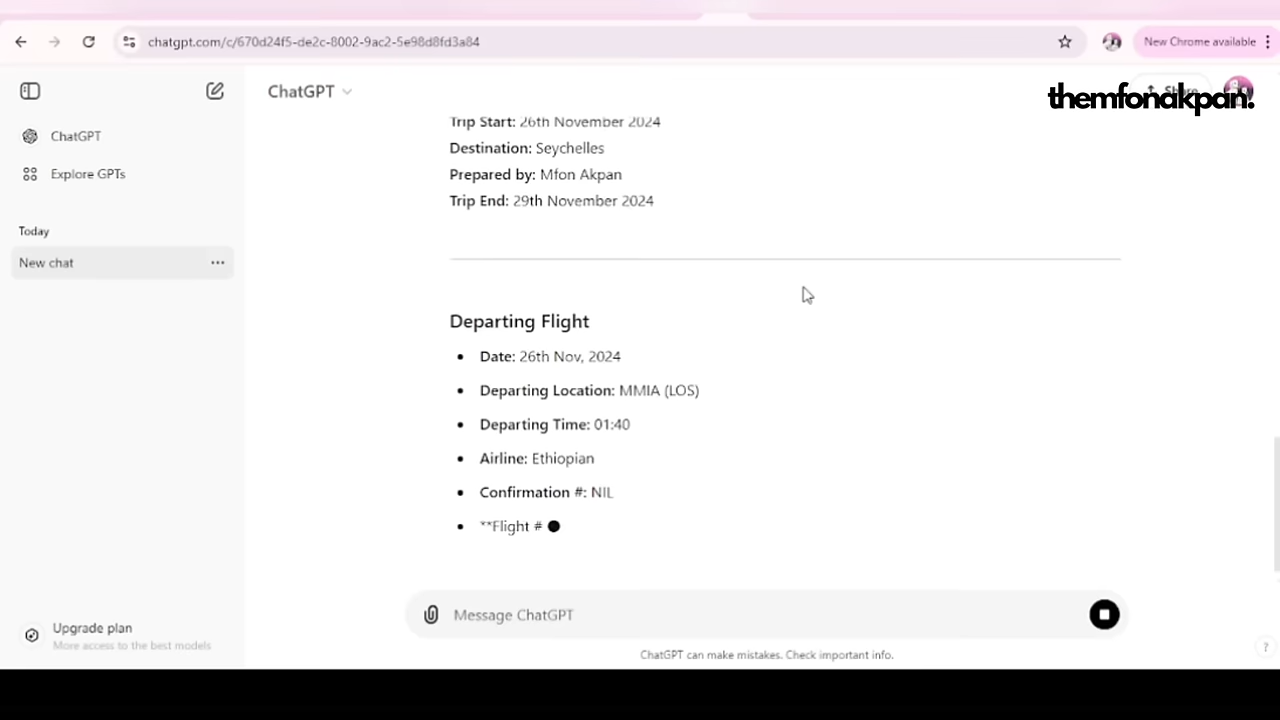 chatgpt.com/c/670d24f5-de2c-8002-9ac2-5e98d8fd3a84
New Chrome available
ChatGPT
Share
themfonakpan.
ChatGPT
Explore GPTs
Today
New chat
Trip Start: 26th November 2024
Destination: Seychelles
Prepared by: Mfon Akpan
Trip End: 29th November 2024
Departing Flight
• Date: 26th Nov, 2024
• Departing Location: MMIA (LOS)
• Departing Time: 01:40
• Airline: Ethiopian
• Confirmation #: NIL
• **Flight #
Upgrade plan
More access to the best models
Message ChatGPT
ChatGPT can make mistakes. Check important info.
?